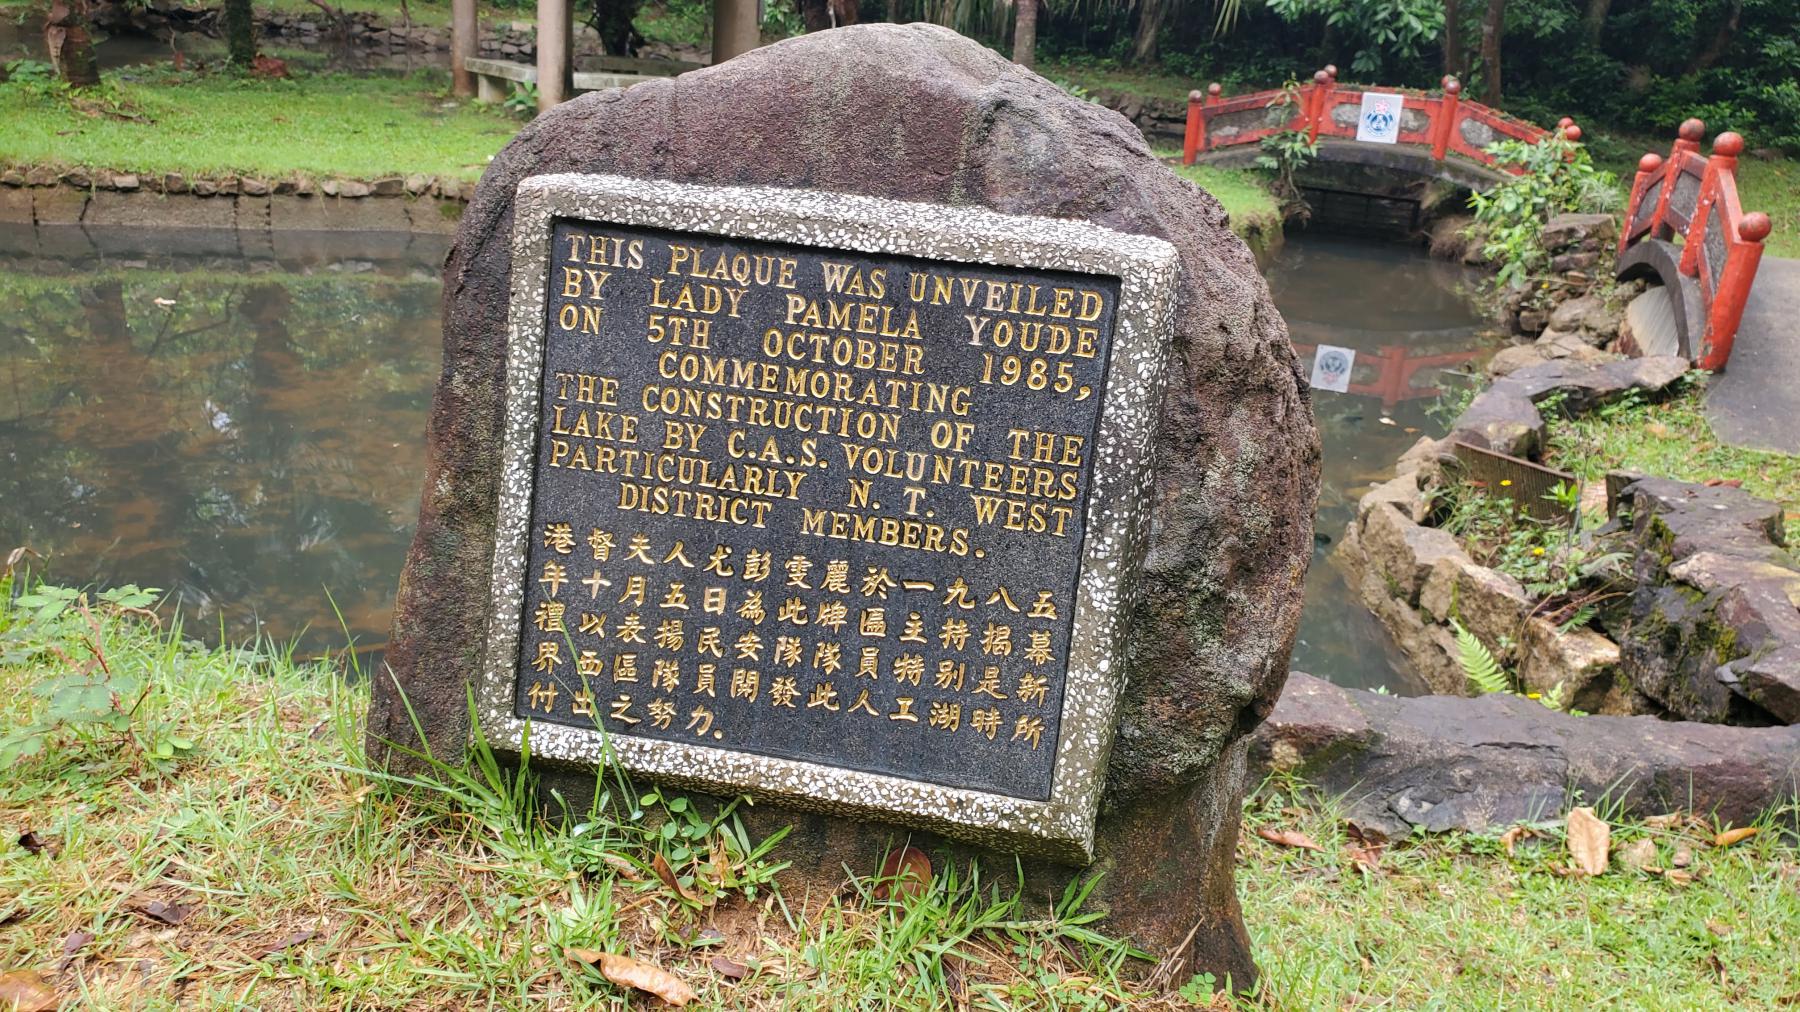 THIS PLAQUE WAS UNVEILED
BY LADY PAMELA YOUDE
ON 5TH OCTOBER 1985,
COMMEMORATING
THE CONSTRUCTION OF THE
LAKE BY C.A.S. VOLUNTEERS
PARTICULARLY N. T. WEST
DISTRICT MEMBERS.
港督夫人尤彭雯麗於一九八五
年十月五日為此牌區主持揭幕
禮以表揚民安隊隊員特別是新
界西區隊員開發此人工湖時所
付出之努力.